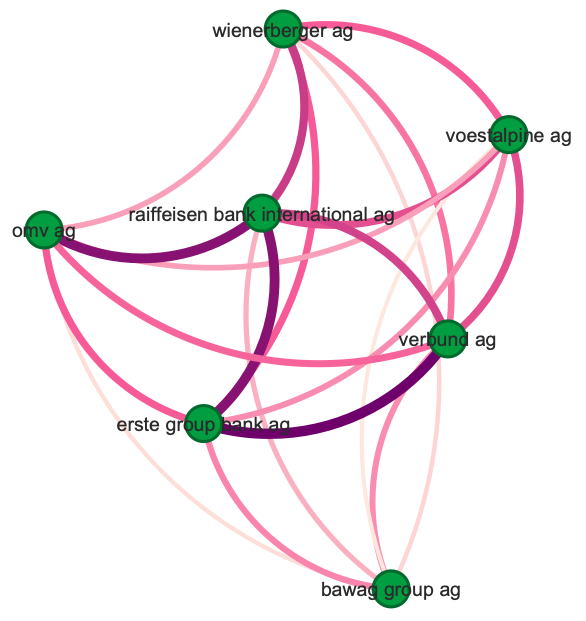 wienerberger ag
voestalpine ag
raiffeisen bank international ag
omv ag
verbund ag
erste group bank ag
bawag group ag